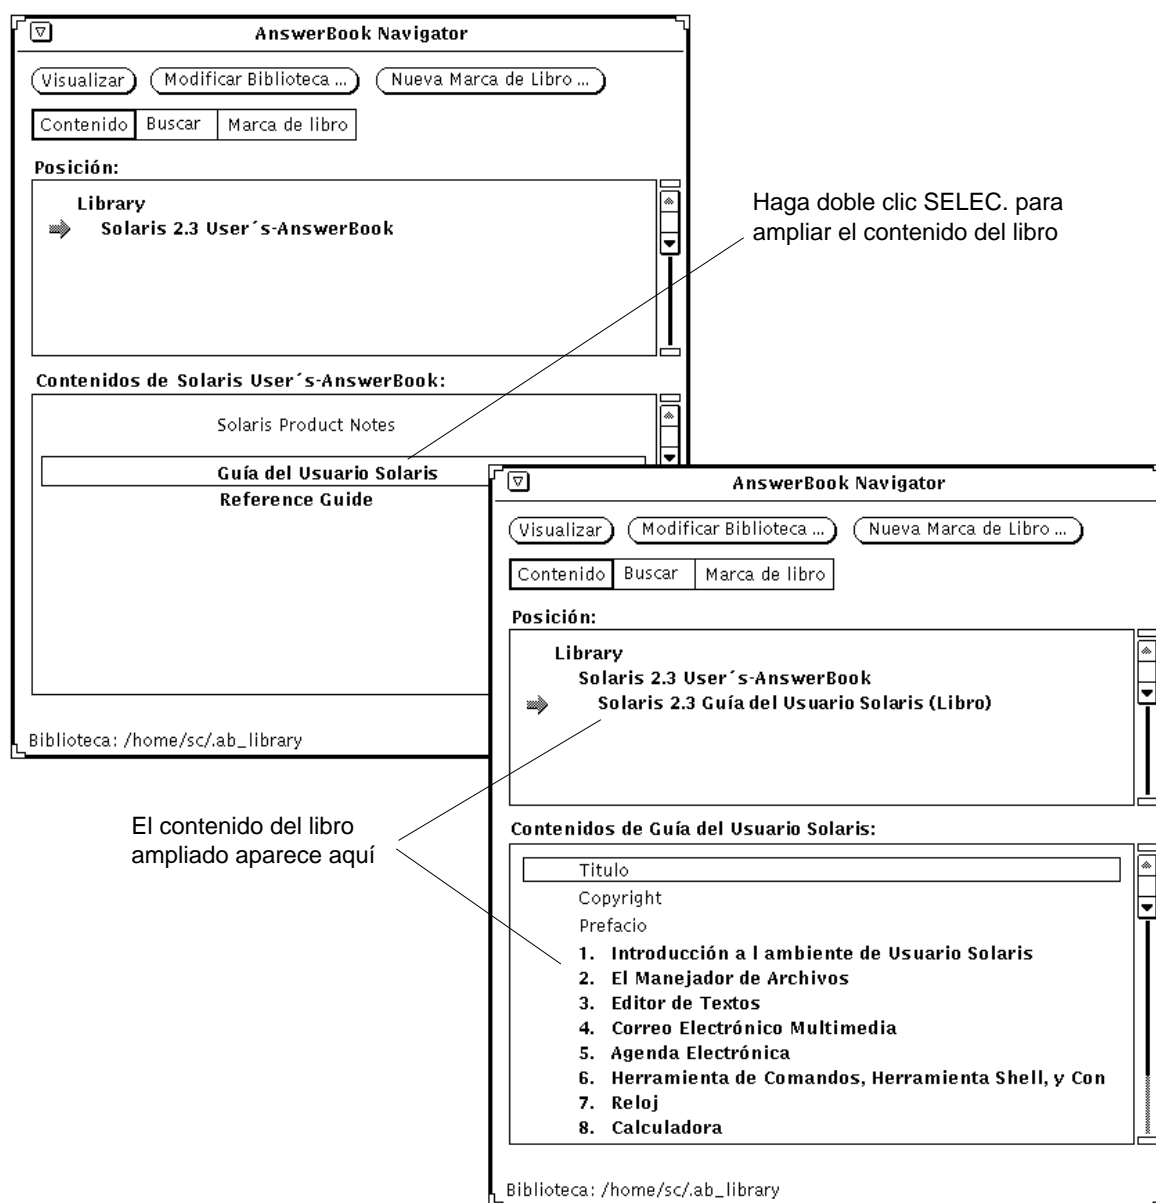 AnswerBook Navigator
Visualizar Modificar Biblioteca ... Nueva Marca de Libro ...
Contenido Buscar Marca de libro
Posición:
Library
Solaris 2.3 User´s-AnswerBook
Haga doble clic SELEC. para
ampliar el contenido del libro
Contenidos de Solaris User´s-AnswerBook:
Solaris Product Notes
Guía del Usuario Solaris
Reference Guide
Biblioteca: /home/sc/.ab_library
AnswerBook Navigator
Visualizar Modificar Biblioteca ... Nueva Marca de Libro ...
Contenido Buscar Marca de libro
Posición:
Library
Solaris 2.3 User´s-AnswerBook
Solaris 2.3 Guía del Usuario Solaris (Libro)
El contenido del libro
ampliado aparece aquí
Contenidos de Guía del Usuario Solaris:
Titulo
Copyright
Prefacio
1. Introducción a l ambiente de Usuario Solaris
2. El Manejador de Archivos
3. Editor de Textos
4. Correo Electrónico Multimedia
5. Agenda Electrónica
6. Herramienta de Comandos, Herramienta Shell, y Con
7. Reloj
8. Calculadora
Biblioteca: /home/sc/.ab_library